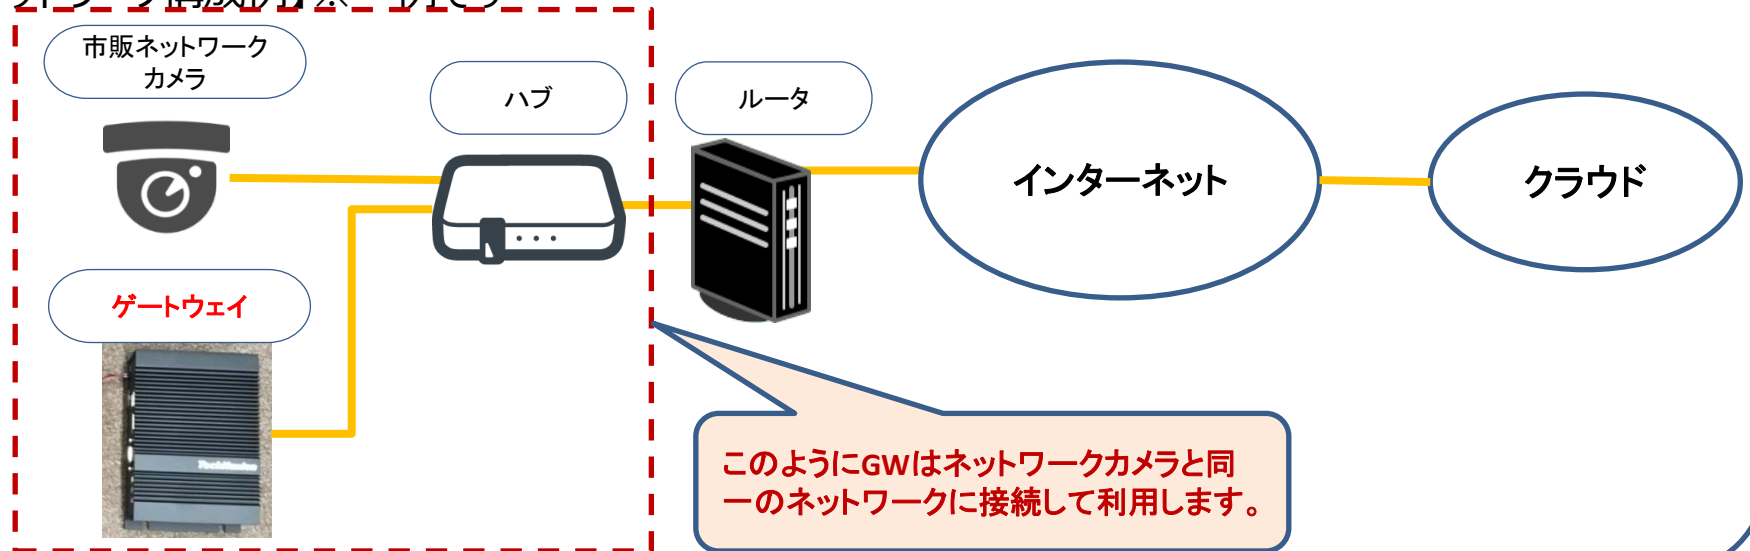 市販ネットワーク
カメラ
ハブ
ルータ
インターネット
クラウド
ゲートウェイ
このようにGWはネットワークカメラと同
一のネットワークに接続して利用します。